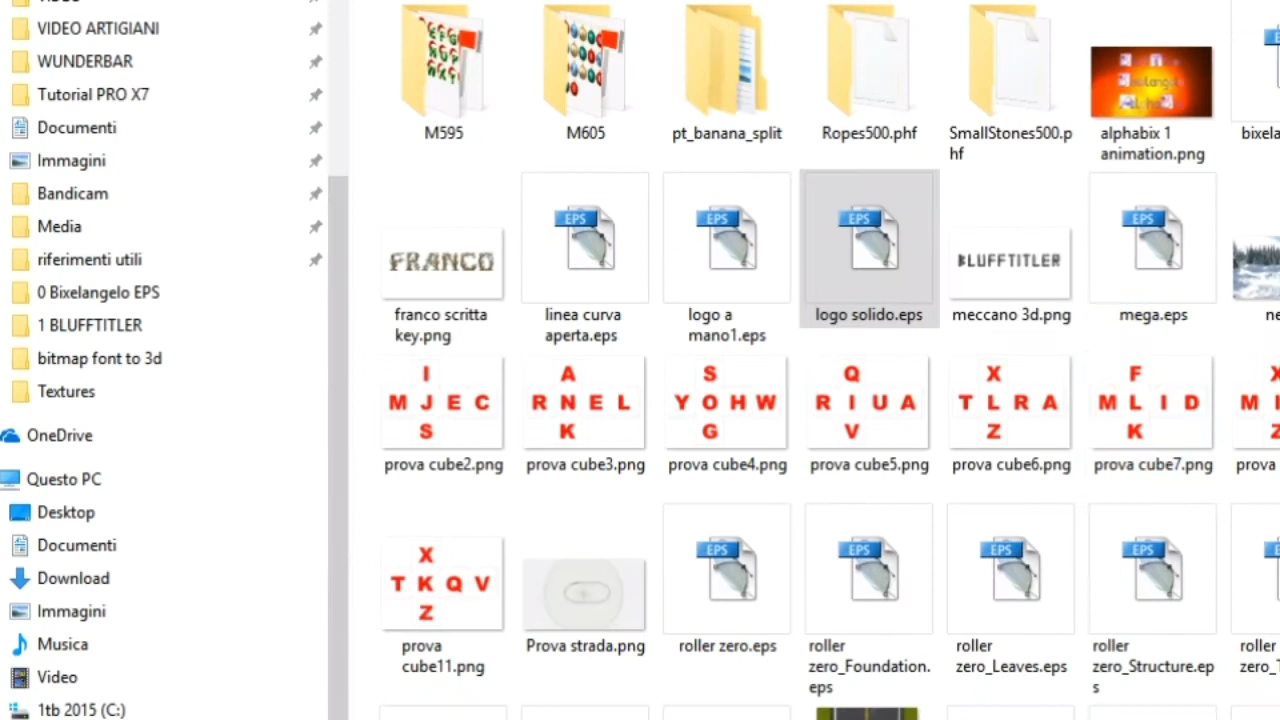 VIDEO ARTIGIANI
WUNDERBAR
Tutorial PRO X7
Documenti
Immagini
Bandicam
Media
riferimenti utili
0 Bixelangelo EPS
1 BLUFFTITLER
bitmap font to 3d
Textures
OneDrive
Questo PC
Desktop
Documenti
Download
Immagini
Musica
Video
1tb 2015 (C:)
M595
M605
pt_banana_split
Ropes500.phf
SmallStones500.p
hf
alphabix 1
animation.png
bixela
EPS
EPS
EPS
EPS
FRANCO
BLUFFTITLER
franco scritta
key.png
linea curva
aperta.eps
logo a
mano1.eps
logo solido.eps
meccano 3d.png
mega.eps
ne
I
M J E C
S
A
R N E L
K
S
Y O H W
G
Q
R I U A
V
X
T L R A
Z
F
M L I D
K
prova cube2.png
prova cube3.png
prova cube4.png
prova cube5.png
prova cube6.png
prova cube7.png
prova
X
T K Q V
Z
EPS
EPS
EPS
EPS
prova
cube11.png
Prova strada.png
roller zero.eps
roller
zero_Foundation.
eps
roller
zero_Leaves.eps
roller
zero_Structure.ep
s
roller